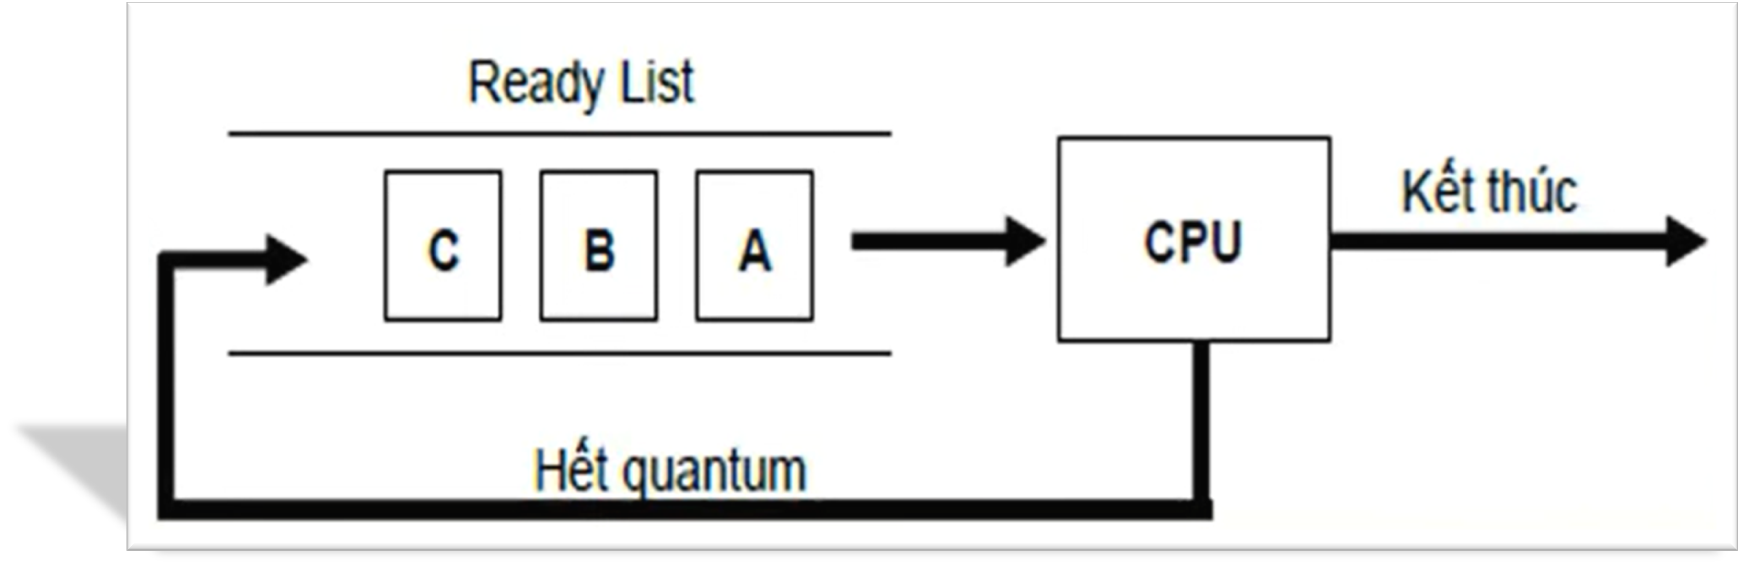 Ready List
C B A
CPU
Kết thúc
Hết quantum